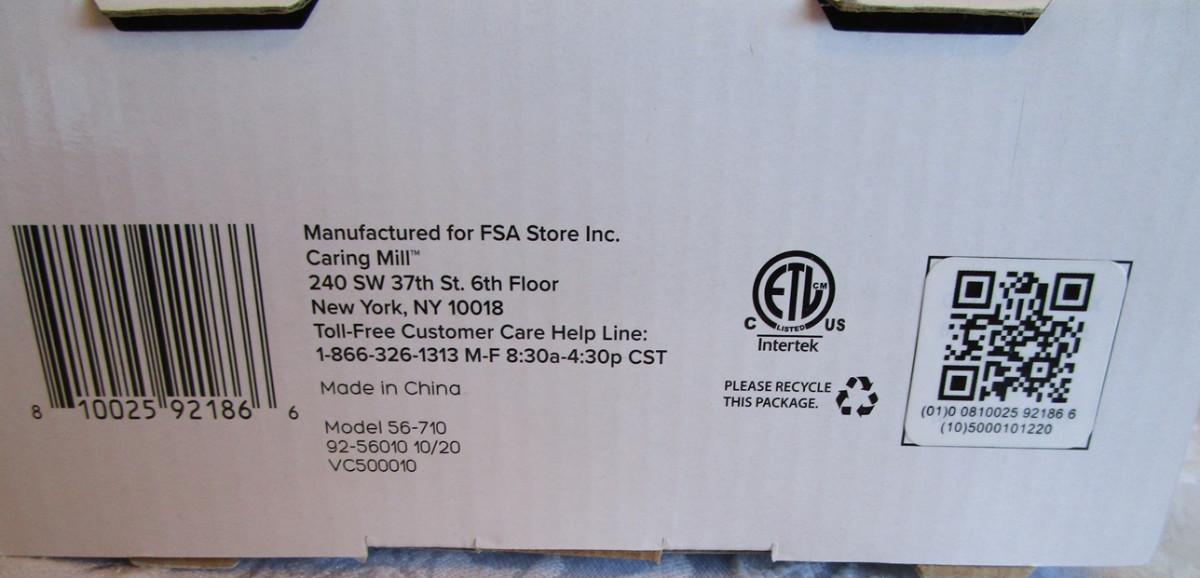 8 10025 92186 6
Manufactured for FSA Store Inc.
Caring Mill™
240 SW 37th St. 6th Floor
New York, NY 10018
Toll-Free Customer Care Help Line:
1-866-326-1313 M-F 8:30a-4:30p CST
Made in China
Model 56-710
92-56010 10/20
VC500010
ETL CM
C LISTED US
Intertek
PLEASE RECYCLE
THIS PACKAGE.
(01)0 0810025 92186 6
(10)5000101220